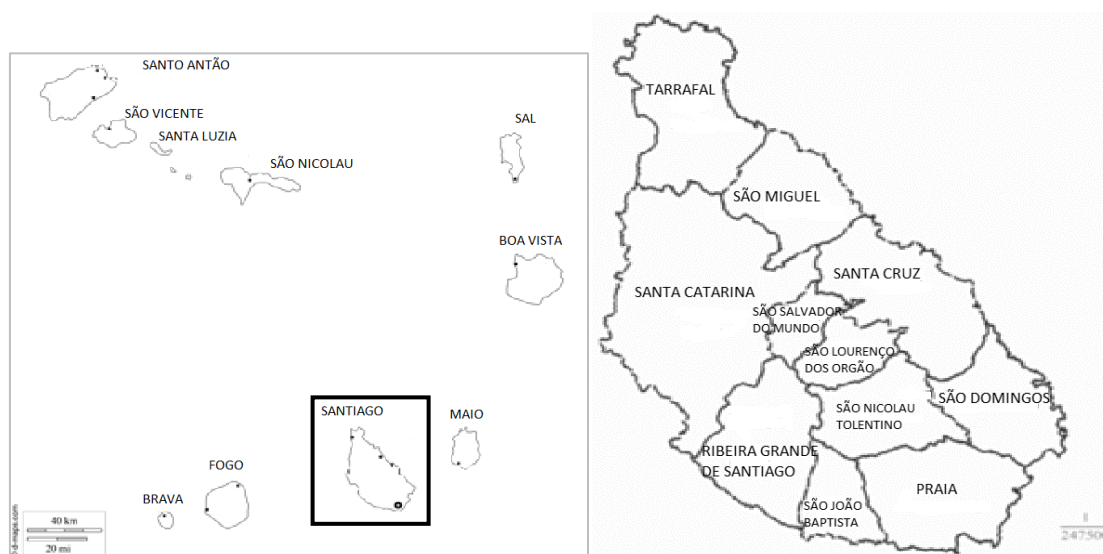 SANTO ANTÃO
SÃO VICENTE
SANTA LUZIA
SÃO NICOLAU
SAL
BOA VISTA
SANTIAGO
MAIO
FOGO
BRAVA
40 km
20 mi
d-maps.com
TARRAFAL
SÃO MIGUEL
SANTA CRUZ
SANTA CATARINA
SÃO SALVADOR
DO MUNDO
SÃO LOURENÇO
DOS ORGÃO
SÃO DOMINGOS
SÃO NICOLAU
TOLENTINO
RIBEIRA GRANDE
DE SANTIAGO
PRAIA
SÃO JOÃO
BAPTISTA